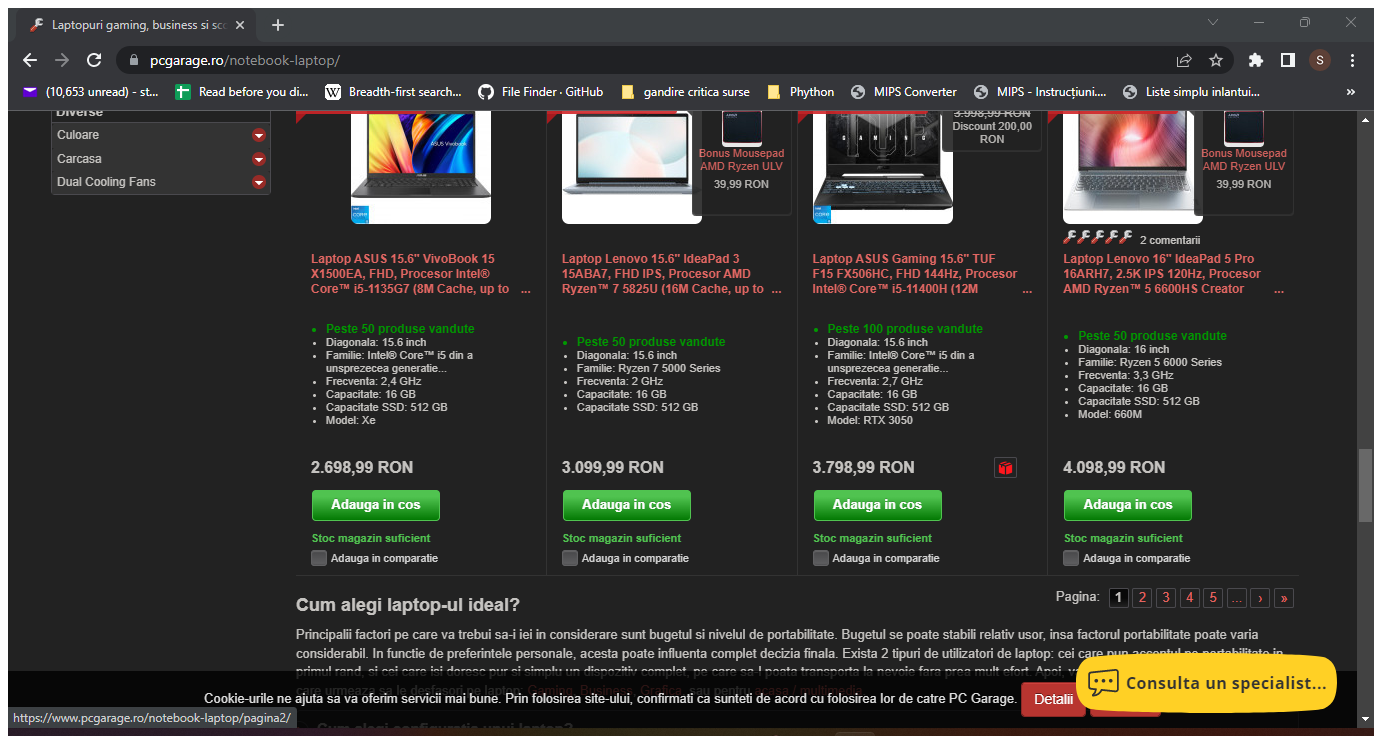 Laptopuri gaming, business si sco
pcgarage.ro/notebook-laptop/
S
(10,653 unread) - st...
Read before you di...
Breadth-first search...
File Finder · GitHub
gandire critica surse
Phython
MIPS Converter
MIPS - Instrucțiuni....
Liste simplu inlantui...
»
Diverse
Culoare
Carcasa
Dual Cooling Fans
ASUS Vivobook
Bonus Mousepad
AMD Ryzen ULV
39,99 RON
GAMING
3.998,99 RON
Discount 200,00
RON
Bonus Mousepad
AMD Ryzen ULV
39,99 RON
2 comentarii
Laptop ASUS 15.6" VivoBook 15
X1500EA, FHD, Procesor Intel®
Core™ i5-1135G7 (8M Cache, up to ...
Laptop Lenovo 15.6" IdeaPad 3
15ABA7, FHD IPS, Procesor AMD
Ryzen™ 7 5825U (16M Cache, up to ...
Laptop ASUS Gaming 15.6" TUF
F15 FX506HC, FHD 144Hz, Procesor
Intel® Core™ i5-11400H (12M ...
Laptop Lenovo 16" IdeaPad 5 Pro
16ARH7, 2.5K IPS 120Hz, Procesor
AMD Ryzen™ 5 6600HS Creator ...
Peste 50 produse vandute
Diagonala: 15.6 inch
Familie: Intel® Core™ i5 din a
unsprezecea generatie...
Frecventa: 2,4 GHz
Capacitate: 16 GB
Capacitate SSD: 512 GB
Model: Xe
Peste 50 produse vandute
Diagonala: 15.6 inch
Familie: Ryzen 7 5000 Series
Frecventa: 2 GHz
Capacitate: 16 GB
Capacitate SSD: 512 GB
Peste 100 produse vandute
Diagonala: 15.6 inch
Familie: Intel® Core™ i5 din a
unsprezecea generatie...
Frecventa: 2,7 GHz
Capacitate: 16 GB
Capacitate SSD: 512 GB
Model: RTX 3050
Peste 50 produse vandute
Diagonala: 16 inch
Familie: Ryzen 5 6000 Series
Frecventa: 3,3 GHz
Capacitate: 16 GB
Capacitate SSD: 512 GB
Model: 660M
2.698,99 RON
3.099,99 RON
3.798,99 RON
4.098,99 RON
Adauga in cos
Adauga in cos
Adauga in cos
Adauga in cos
Stoc magazin suficient
Stoc magazin suficient
Stoc magazin suficient
Stoc magazin suficient
Adauga in comparatie
Adauga in comparatie
Adauga in comparatie
Adauga in comparatie
Pagina: 1 2 3 4 5 ... › »
Cum alegi laptop-ul ideal?
Principalii factori pe care va trebui sa-i iei in considerare sunt bugetul si nivelul de portabilitate. Bugetul se poate stabili relativ usor, insa factorul portabilitate poate varia
considerabil. In functie de preferintele personale, acesta poate influenta complet decizia finala. Exista 2 tipuri de utilizatori de laptop: cei care pun accentul pe portabilitate in
primul rand, si cei care isi doresc pur si simplu un dispozitiv complet, pe care sa-l poata transporta la nevoie fara prea mult efort. Apoi,
Cookie-urile ne ajuta sa va oferim servicii mai bune. Prin folosirea site-ului, confirmati ca sunteti de acord cu folosirea lor de catre PC Garage.
Detalii
Consulta un specialist...
https://www.pcgarage.ro/notebook-laptop/pagina2/
Cum alegi configuratia unui laptop?